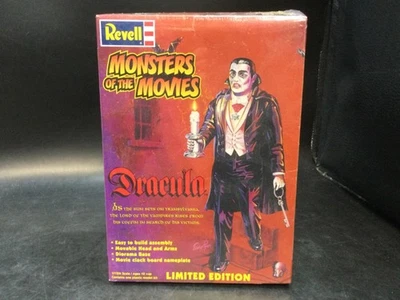 Revell
MONSTERS
OF THE MOVIES
Dracula
AS THE SUN SETS ON TRANSYLVANIA,
THE LORD OF THE VAMPIRES RISES FROM
HIS COFFIN IN SEARCH OF HIS VICTIMS.
• Easy to build assembly
• Movable Head and Arms
• Diorama Base
• Movie clack board nameplate
LIMITED EDITION